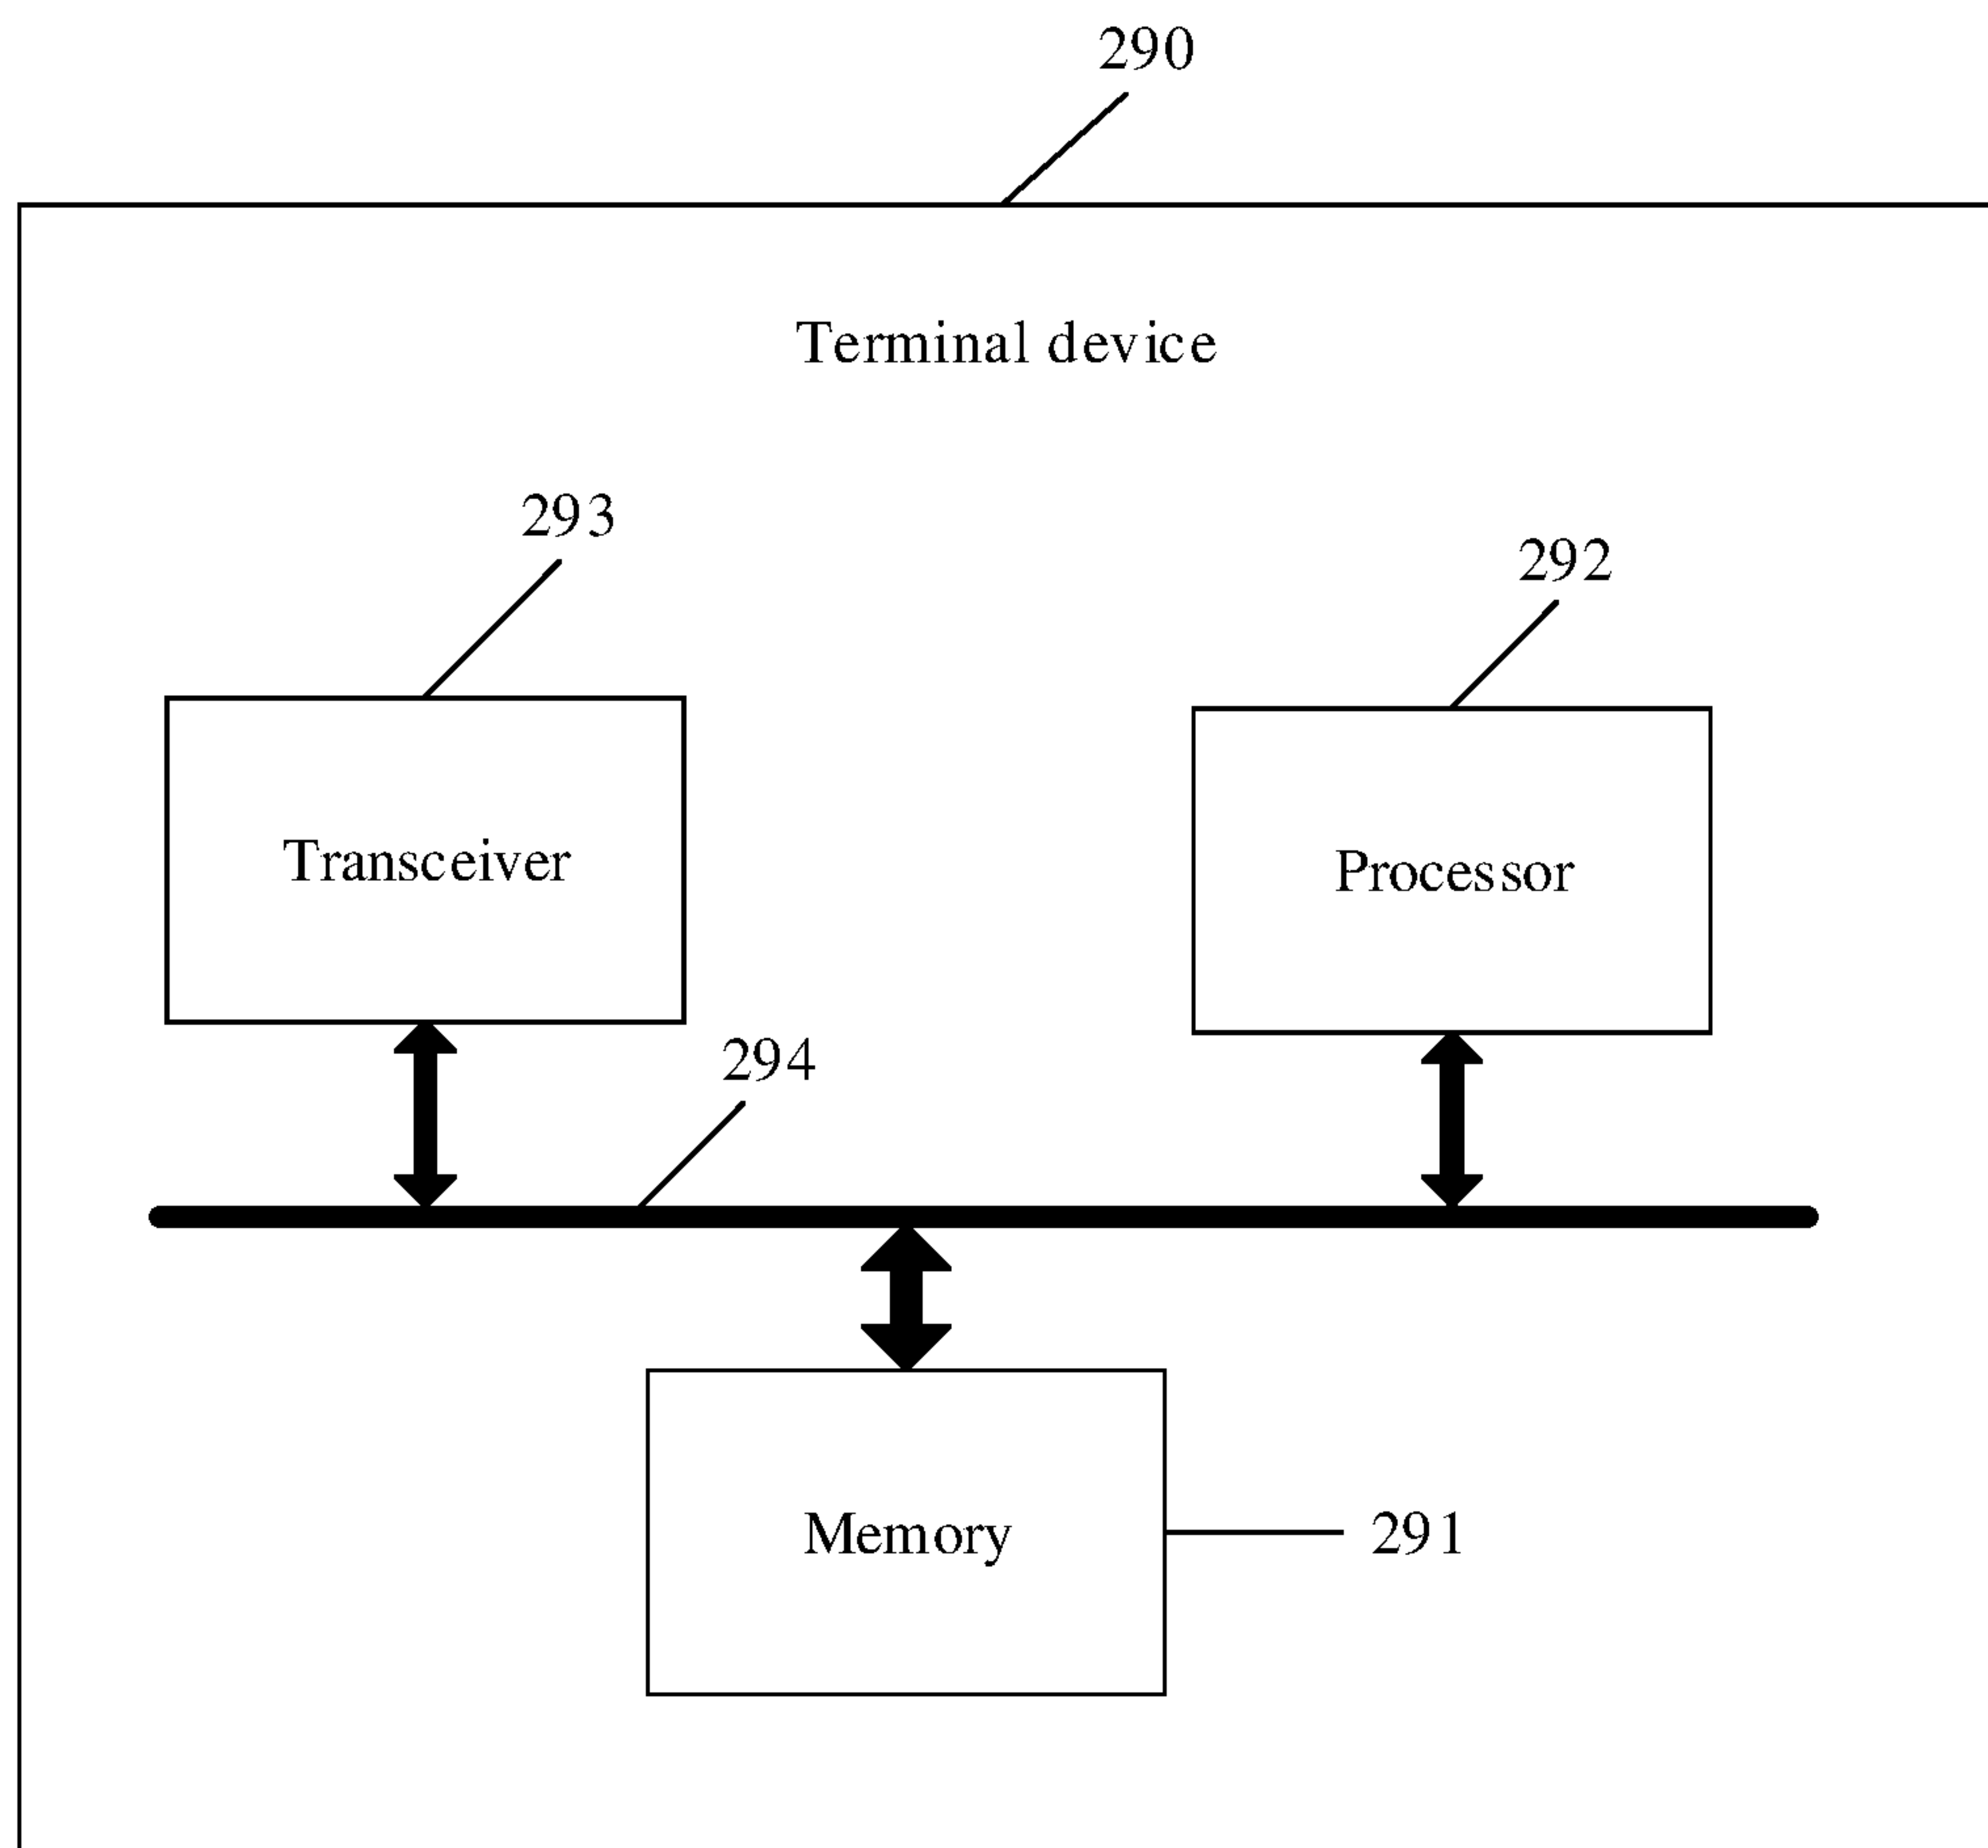 290
Terminal device
293
292
Transceiver
Processor
294
Memory
291